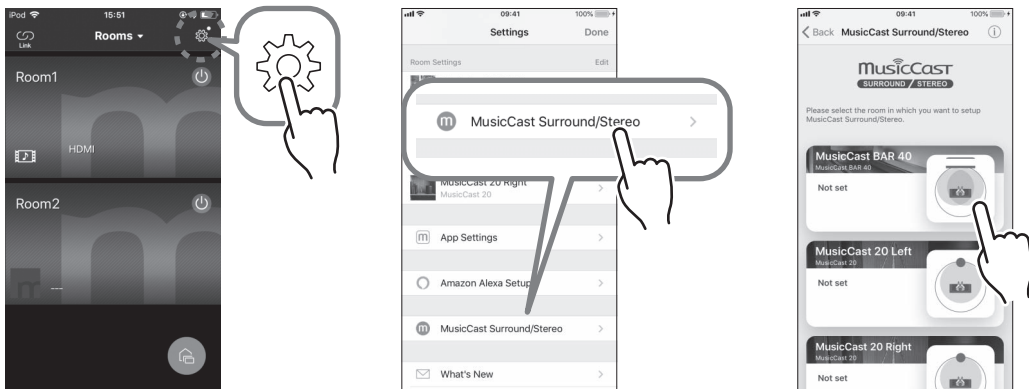 iPod 15:51
Link Rooms
Room1
HDMI
Room2
---
09:41 100%
Settings Done
Room Settings Edit
MusicCast Surround/Stereo
MusicCast 20 Right
MusicCast 20
App Settings
Amazon Alexa Setup
MusicCast Surround/Stereo
What's New
09:41 100%
Back MusicCast Surround/Stereo
MusicCast
SURROUND / STEREO
Please select the room in which you want to setup
MusicCast Surround/Stereo.
MusicCast BAR 40
MusicCast BAR 40
Not set
MusicCast 20 Left
MusicCast 20
Not set
MusicCast 20 Right
MusicCast 20
Not set